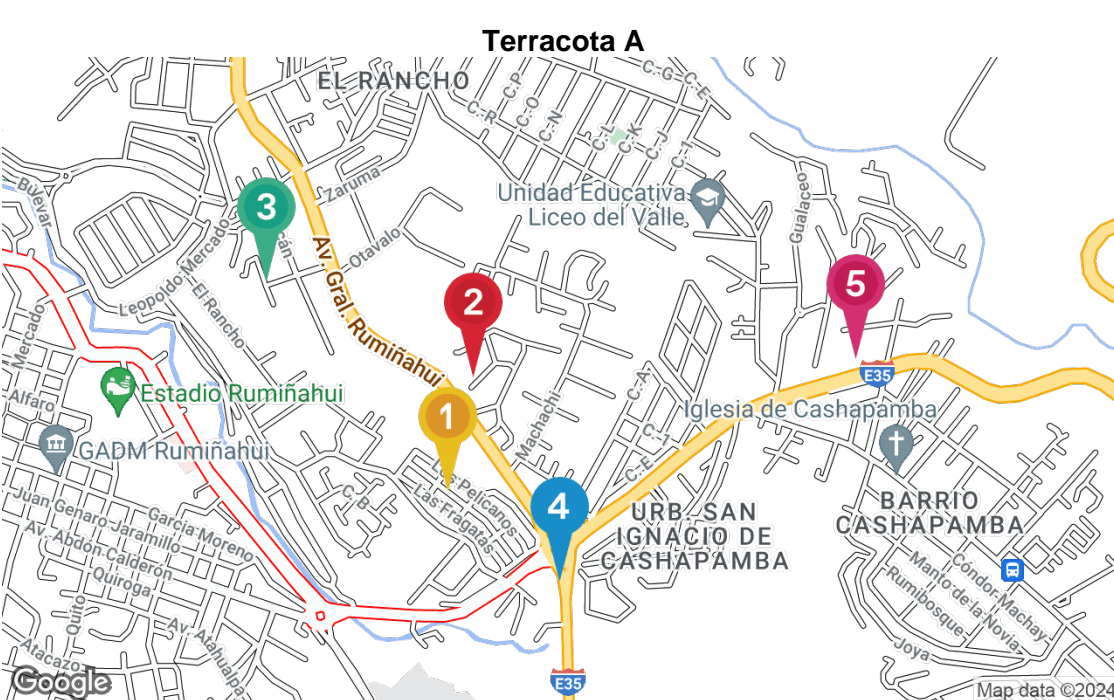 Terracota A
EL RANCHO
C.-P
C.-O
C.-N
C.-R
C.-G
C.-E
C.-L
C.-K
C.-J
C.-1
Bulevar
Zaruma
Unidad Educativa
Liceo del Valle
Gualaceo
3
Otavalo
Leopoldo Mercado
El Rancho
Av. Gral. Rumiñahui
2
5
E35
Mercado
Alfaro
Estadio Rumiñahui
1
Machachi
C. A.
C.-1
C.-E
Iglesia de Cashapamba
GADM Rumiñahui
C. B
Los Pelícanos
Las Fragatas
4
URB. SAN
IGNACIO DE
CASHAPAMBA
BARRIO
CASHAPAMBA
Juan Genaro Jaramillo
García Moreno
Av. Abdón Calderón
Quiroga
Quito
Av. Atahualpa
Atacazo
Cóndor Machay
Manto de la Novia
Rumibosque
Joya
E35
Google
Map data ©2024